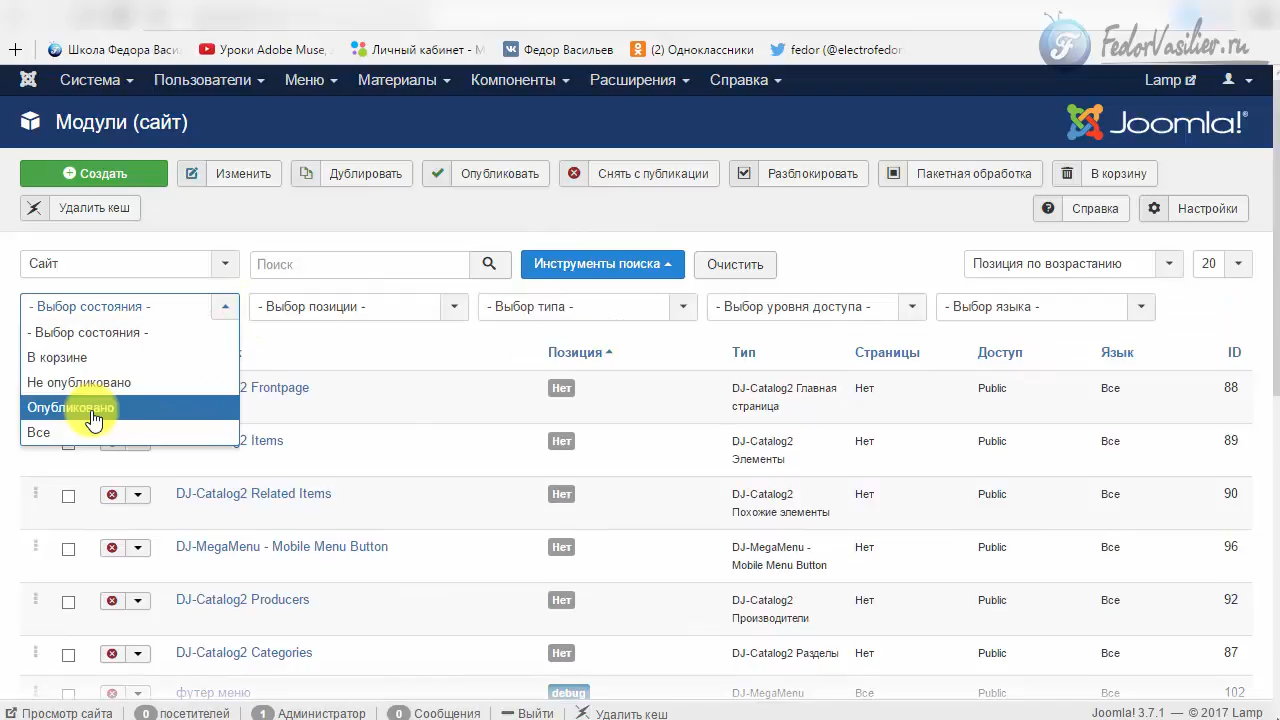 Школа Федора Васил
Уроки Adobe Muse,
Личный кабинет - М
Федор Васильев
(2) Одноклассники
fedor (@electrofedor
FedorVasiliev.ru
Система
Пользователи
Меню
Материалы
Компоненты
Расширения
Справка
Lamp
Модули (сайт)
Joomla!®
Создать
Изменить
Дублировать
Опубликовать
Снять с публикации
Разблокировать
Пакетная обработка
В корзину
Удалить кеш
Справка
Настройки
Сайт
Поиск
Инструменты поиска
Очистить
Позиция по возрастанию
20
- Выбор состояния -
- Выбор позиции -
- Выбор типа -
- Выбор уровня доступа -
- Выбор языка -
- Выбор состояния -
В корзине
Не опубликовано
Опубликовано
Все
Позиция
Тип
Страницы
Доступ
Язык
ID
2 Frontpage
Нет
DJ-Catalog2 Главная
страница
Нет
Public
Все
88
2 Items
Нет
DJ-Catalog2
Элементы
Нет
Public
Все
89
DJ-Catalog2 Related Items
Нет
DJ-Catalog2
Похожие элементы
Нет
Public
Все
90
DJ-MegaMenu - Mobile Menu Button
Нет
DJ-MegaMenu -
Mobile Menu Button
Нет
Public
Все
96
DJ-Catalog2 Producers
Нет
DJ-Catalog2
Производители
Нет
Public
Все
92
DJ-Catalog2 Categories
Нет
DJ-Catalog2 Разделы
Нет
Public
Все
87
футер меню
debug
DJ-MegaMenu
Все
Public
Все
102
Просмотр сайта
0 посетителей
1 Администратор
0 Сообщения
Выйти
Удалить кеш
Joomla! 3.7.1 — © 2017 Lamp